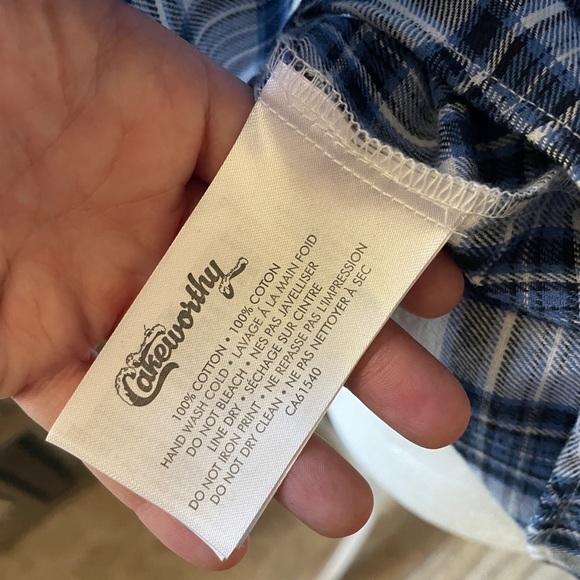 Cakeworthy
100% COTTON • 100% COTON
HAND WASH COLD • LAVAGE À LA MAIN FOID
DO NOT BLEACH • NES PAS JAVELLISER
LINE DRY • SÉCHAGE SUR CINTRE
DO NOT IRON PRINT • NE REPASSE PAS L'IMPRESSION
DO NOT DRY CLEAN • NE PAS NETTOYER À SEC
CA61540